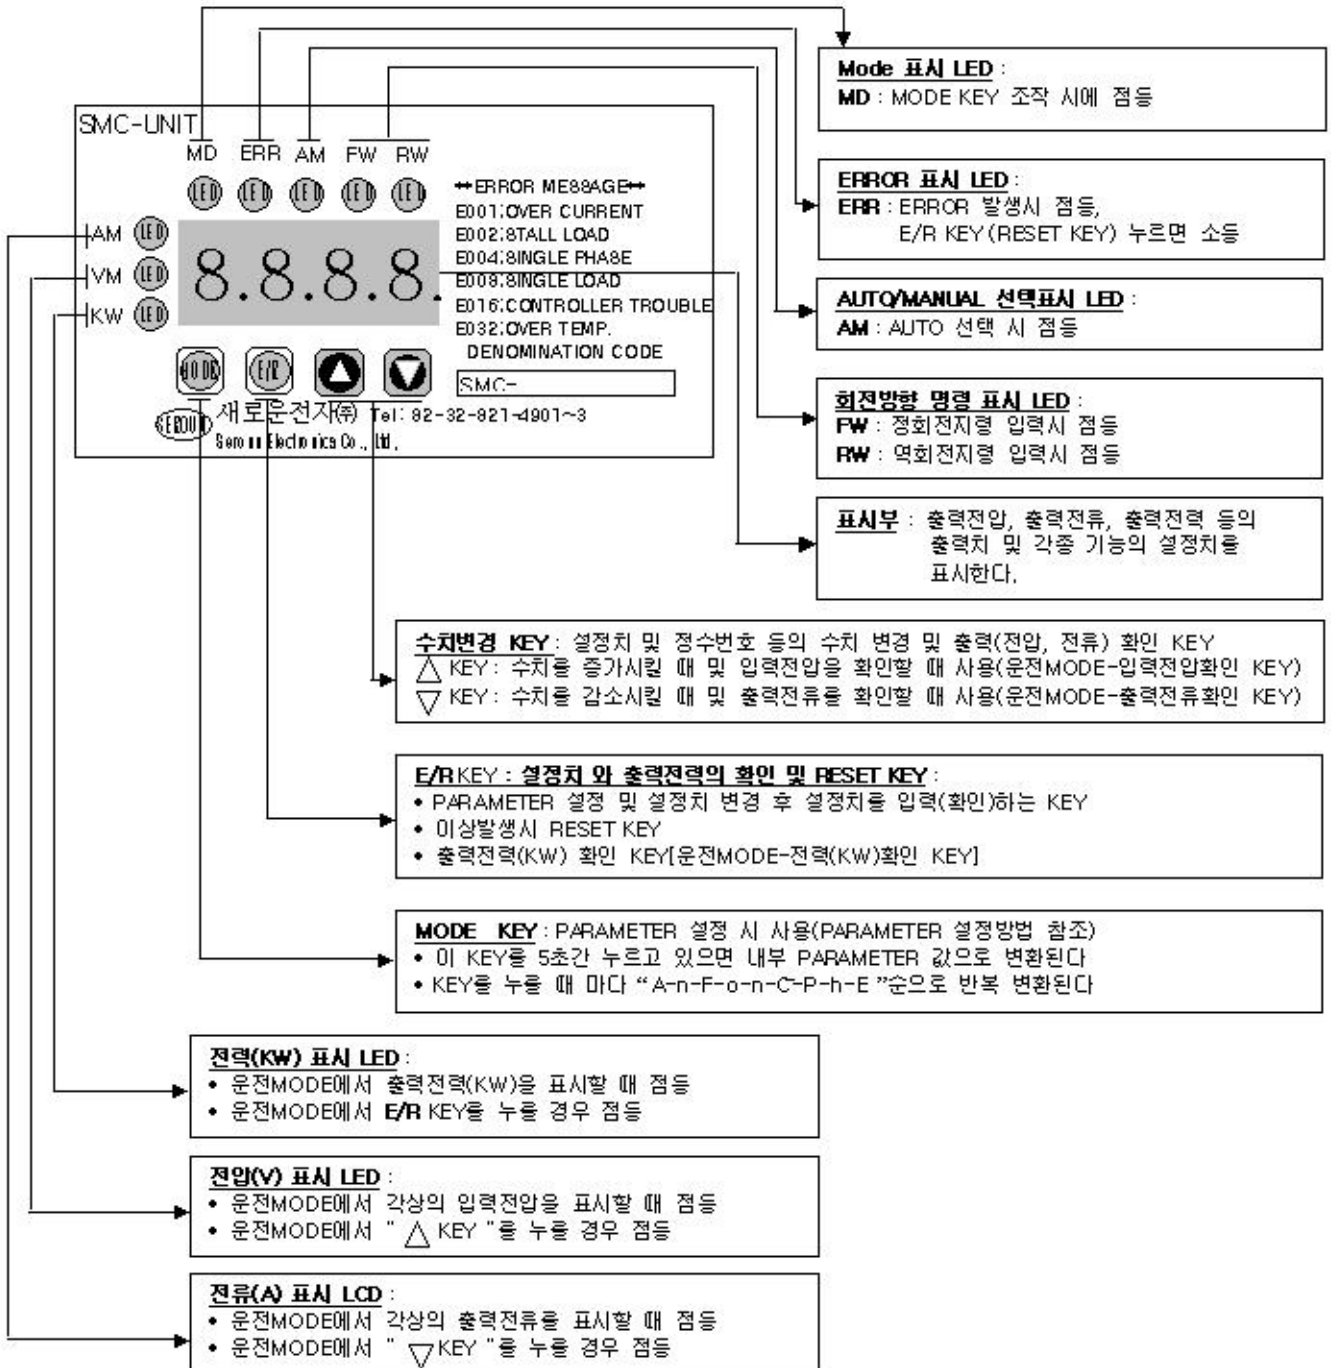 Mode 표시 LED :
MD : MODE KEY 조작 시에 점등
SMC-UNIT
MD ERR AM FW RW
LED LED LED LED LED
AM LED
VM LED
KW LED
8.8.8.8.
**ERROR MESSAGE**
E001:OVER CURRENT
E002:STALL LOAD
E004:SINGLE PHASE
E008:SINGLE LOAD
E016:CONTROLLER TROUBLE
E032:OVER TEMP.
DENOMINATION CODE
SMC-
MODE E/R △ ▽
SEROUN 새로운전자㈜ Tel: 82-32-821-4901~3
Seroun Electronics Co., ltd,
ERROR 표시 LED :
ERR : ERROR 발생시 점등,
E/R KEY(RESET KEY) 누르면 소등
AUTO/MANUAL 선택표시 LED :
AM : AUTO 선택 시 점등
회전방향 명령 표시 LED :
FW : 정회전지령 입력시 점등
RW : 역회전지령 입력시 점등
표시부 : 출력전압, 출력전류, 출력전력 등의
출력치 및 각종 기능의 설정치를
표시한다.
수치변경 KEY : 설정치 및 정수번호 등의 수치 변경 및 출력(전압, 전류) 확인 KEY
△ KEY : 수치를 증가시킬 때 및 입력전압을 확인할 때 사용(운전MODE-입력전압확인 KEY)
▽ KEY : 수치를 감소시킬 때 및 출력전류를 확인할 때 사용(운전MODE-출력전류확인 KEY)
E/R KEY : 설정치 와 출력전력의 확인 및 RESET KEY :
• PARAMETER 설정 및 설정치 변경 후 설정치를 입력(확인)하는 KEY
• 이상발생시 RESET KEY
• 출력전력(KW) 확인 KEY[운전MODE-전력(KW)확인 KEY]
MODE KEY : PARAMETER 설정 시 사용(PARAMETER 설정방법 참조)
• 이 KEY를 5초간 누르고 있으면 내부 PARAMETER 값으로 변환된다
• KEY를 누를 때 마다 “A-n-F-o-n-C-P-h-E ”순으로 반복 변환된다
전력(KW) 표시 LED :
• 운전MODE에서 출력전력(KW)을 표시할 때 점등
• 운전MODE에서 E/R KEY를 누를 경우 점등
전압(V) 표시 LED :
• 운전MODE에서 각상의 입력전압을 표시할 때 점등
• 운전MODE에서 " △ KEY "를 누를 경우 점등
전류(A) 표시 LCD :
• 운전MODE에서 각상의 출력전류를 표시할 때 점등
• 운전MODE에서 " ▽ KEY "를 누를 경우 점등